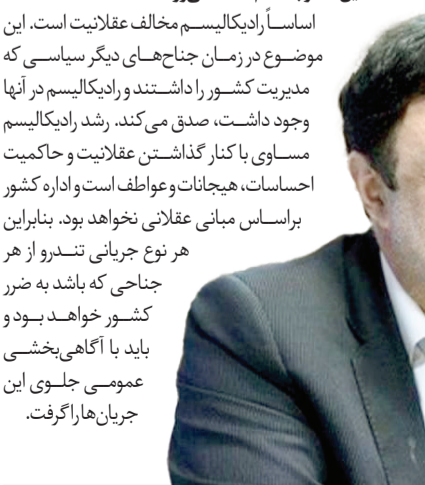 اساساً رادیکالیسم مخالف عقلانیت است. این
موضوع در زمان جناح‌های دیگر سیاسی که
مدیریت کشور را داشتند و رادیکالیسم در آنها
وجود داشت، صدق می‌کند. رشد رادیکالیسم
مساوی با کنار گذاشتن عقلانیت و حاکمیت
احساسات، هیجانات و عواطف است و اداره کشور
براساس مبانی عقلانی نخواهد بود. بنابراین
هر نوع جریانی تندرو از هر
جناحی که باشد به ضرر
کشور خواهد بود و
باید با آگاهی‌بخشی
عمومی جلوی این
جریان‌ها را گرفت.